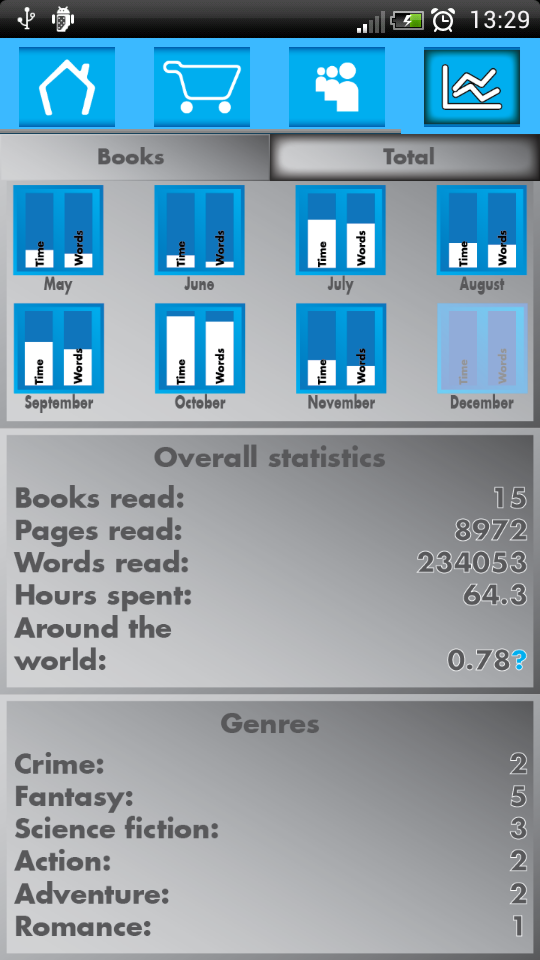 13:29
Books Total
Time Words Time Words Time Words Time Words
May June July August
Time Words Time Words Time Words Time Words
September October November December
Overall statistics
Books read: 15
Pages read: 8972
Words read: 234053
Hours spent: 64.3
Around the
world: 0.78?
Genres
Crime: 2
Fantasy: 5
Science fiction: 3
Action: 2
Adventure: 2
Romance: 1